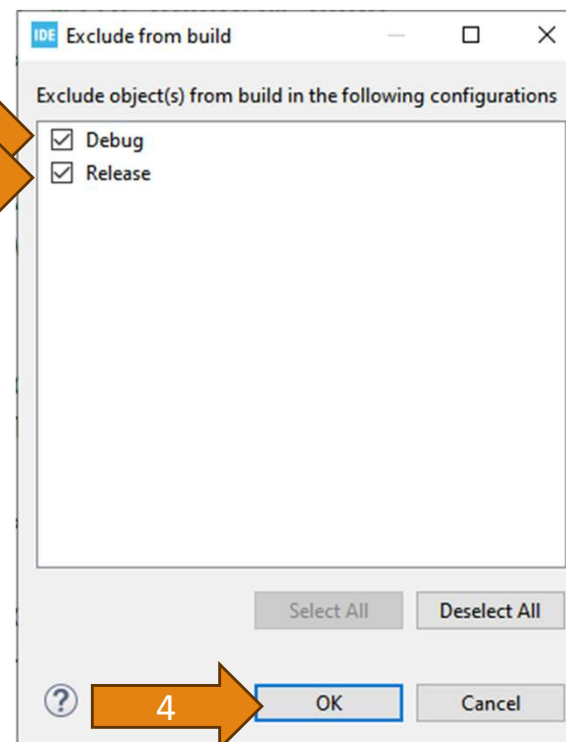 IDE Exclude from build
Exclude object(s) from build in the following configurations
Debug
Release
Select All Deselect All
? 4 OK Cancel